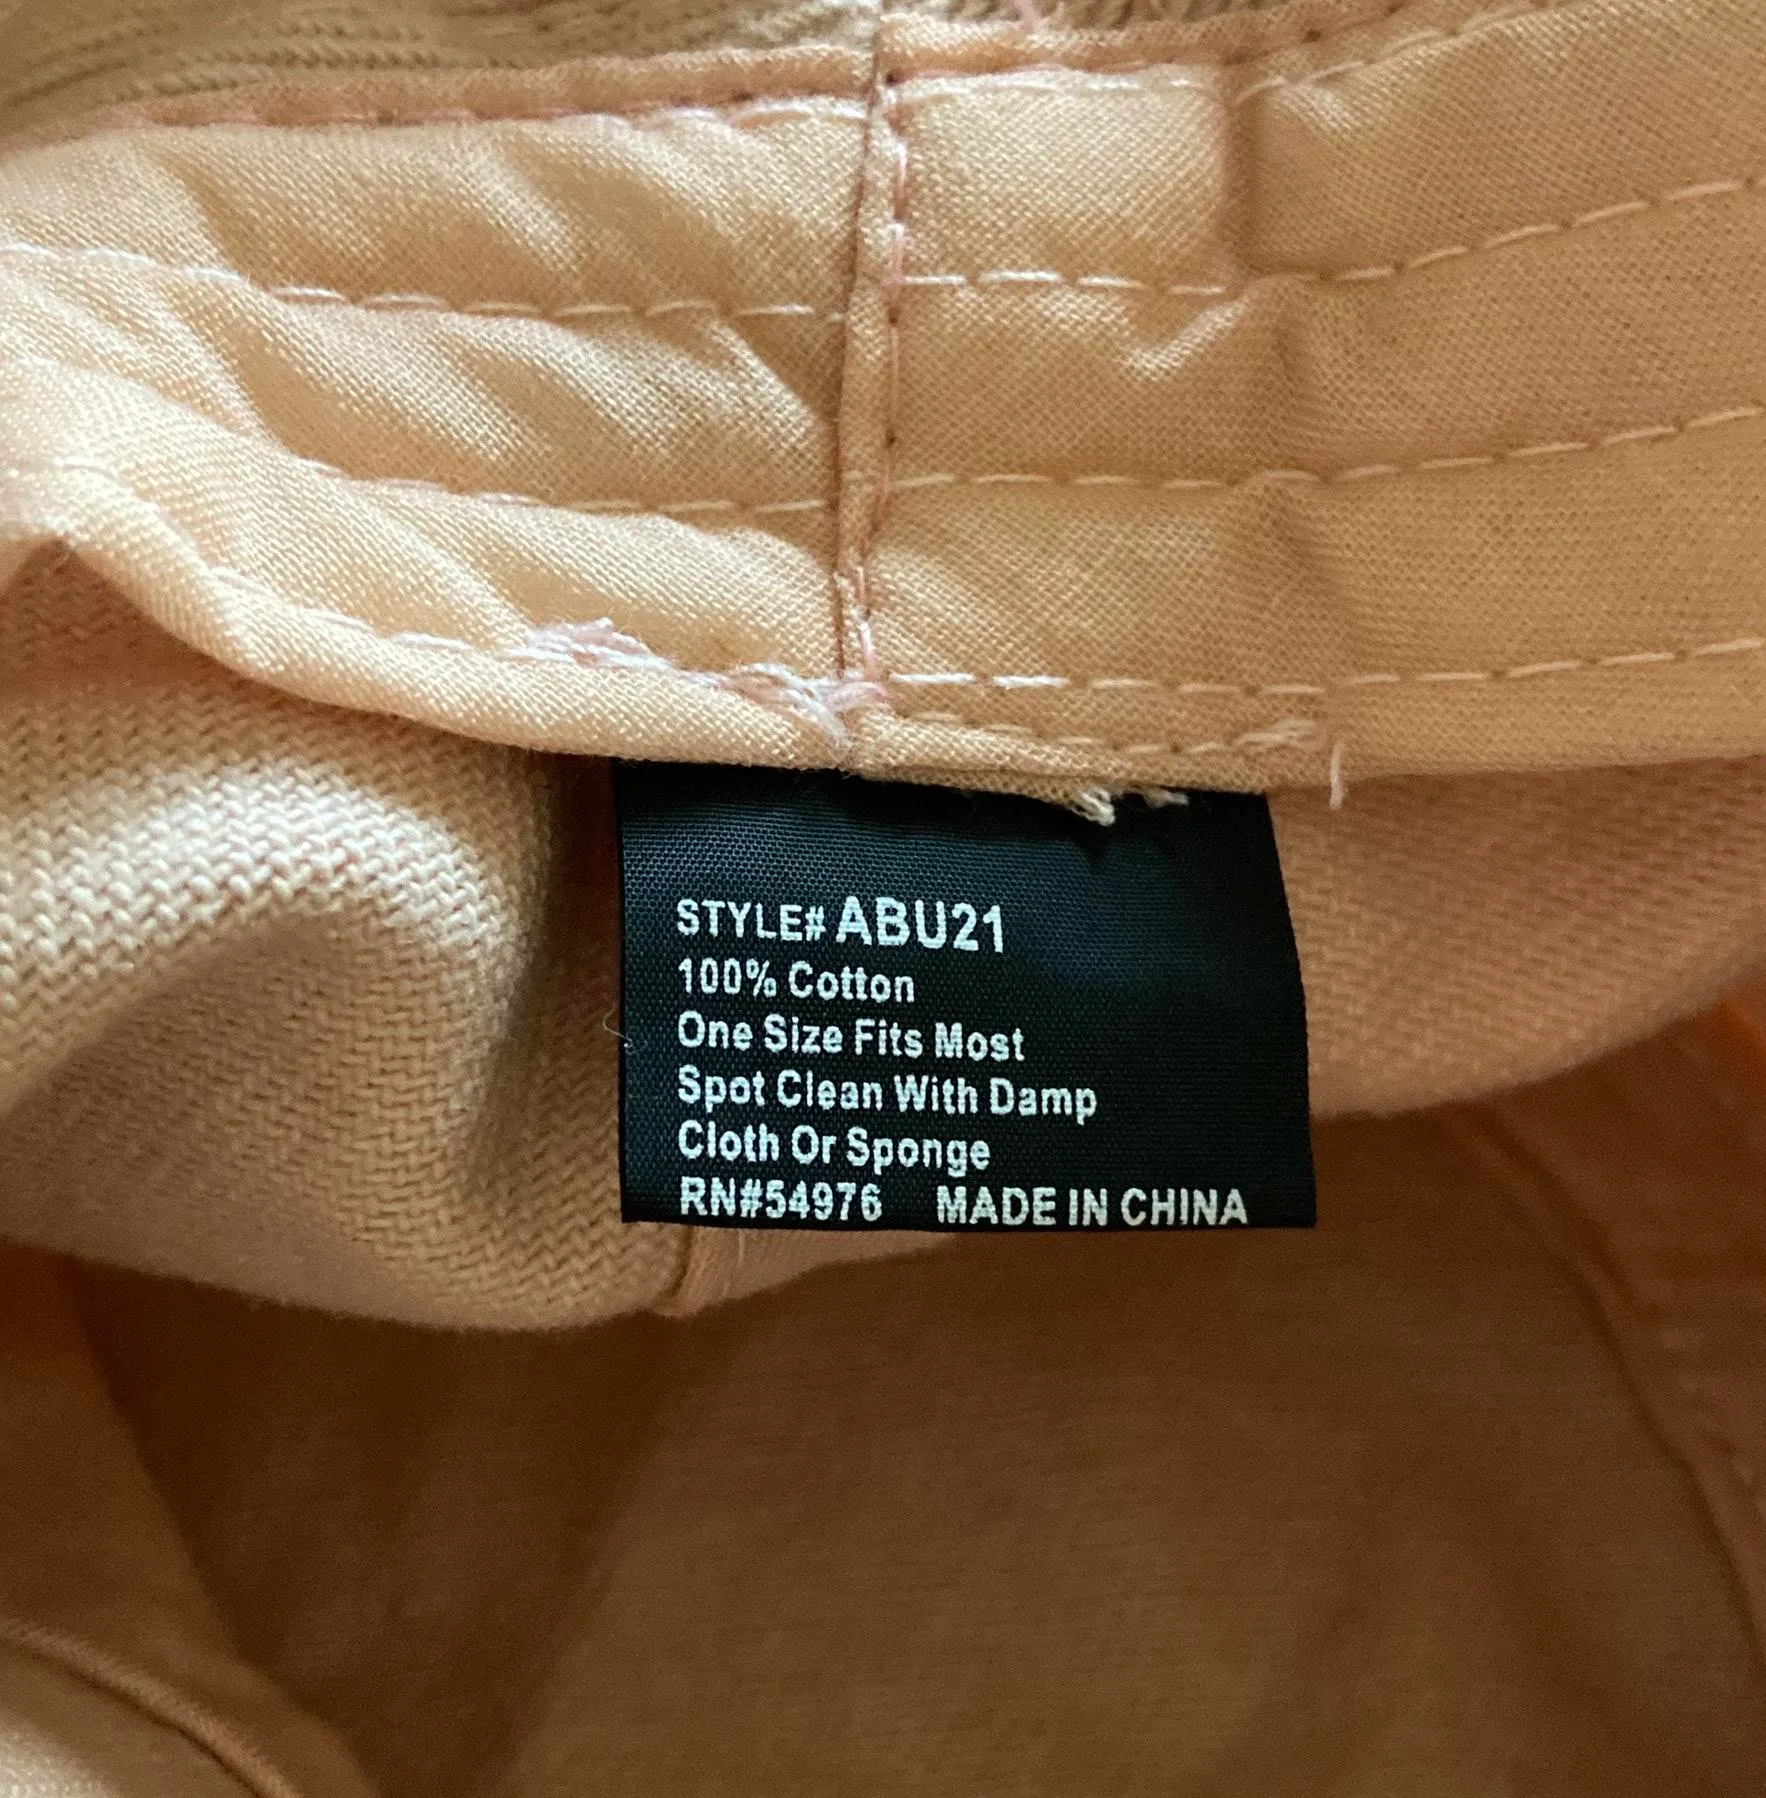 STYLE# ABU21
100% Cotton
One Size Fits Most
Spot Clean With Damp
Cloth Or Sponge
RN#54976 MADE IN CHINA